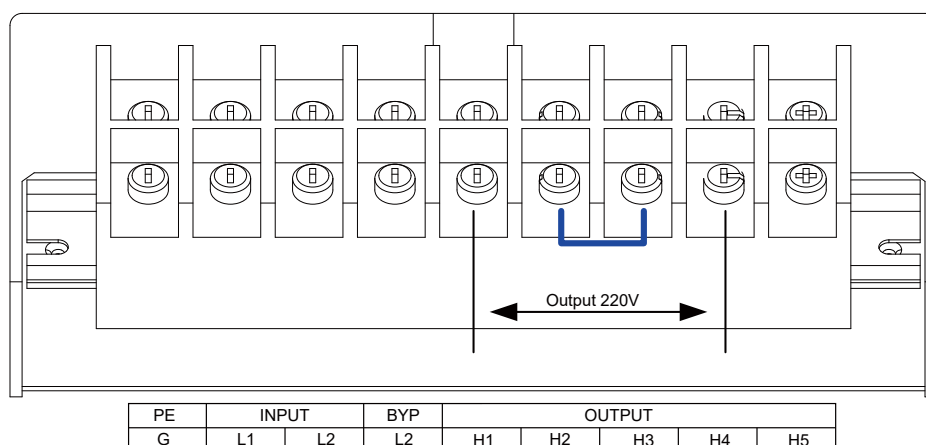 Output 220V
PE INPUT BYP OUTPUT
G L1 L2 L2 H1 H2 H3 H4 H5